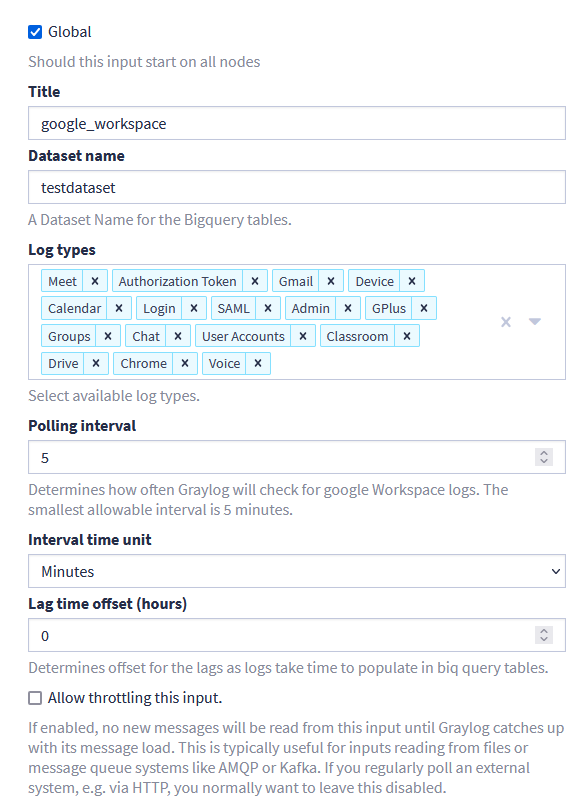 Global
Should this input start on all nodes
Title
google_workspace
Dataset name
testdataset
A Dataset Name for the Bigquery tables.
Log types
Meet × Authorization Token × Gmail × Device ×
Calendar × Login × SAML × Admin × GPlus ×
Groups × Chat × User Accounts × Classroom ×
Drive × Chrome × Voice ×
Select available log types.
Polling interval
5
Determines how often Graylog will check for google Workspace logs. The
smallest allowable interval is 5 minutes.
Interval time unit
Minutes
Lag time offset (hours)
0
Determines offset for the lags as logs take time to populate in biq query tables.
Allow throttling this input.
If enabled, no new messages will be read from this input until Graylog catches up
with its message load. This is typically useful for inputs reading from files or
message queue systems like AMQP or Kafka. If you regularly poll an external
system, e.g. via HTTP, you normally want to leave this disabled.